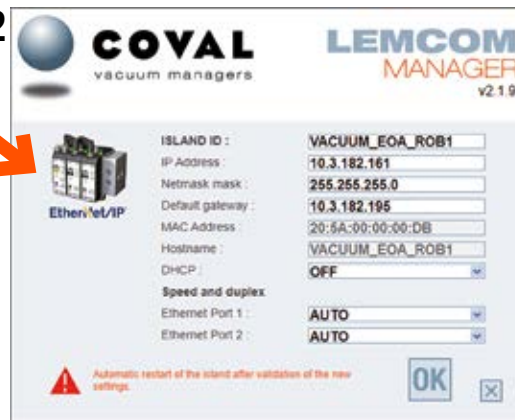 2
COVAL
vacuum managers
LEMCOM
MANAGER
v2.1.9
ISLAND ID : VACUUM_EOA_ROB1
IP Address : 10.3.182.161
Netmask mask : 255.255.255.0
Default gateway : 10.3.182.195
MAC Address : 20:5A:00:00:00:DB
Hostname : VACUUM_EOA_ROB1
DHCP : OFF
Speed and duplex
Ethernet Port 1 : AUTO
Ethernet Port 2 : AUTO
EtherNet/IP
Automatic restart of the island after validation of the new
settings.
OK